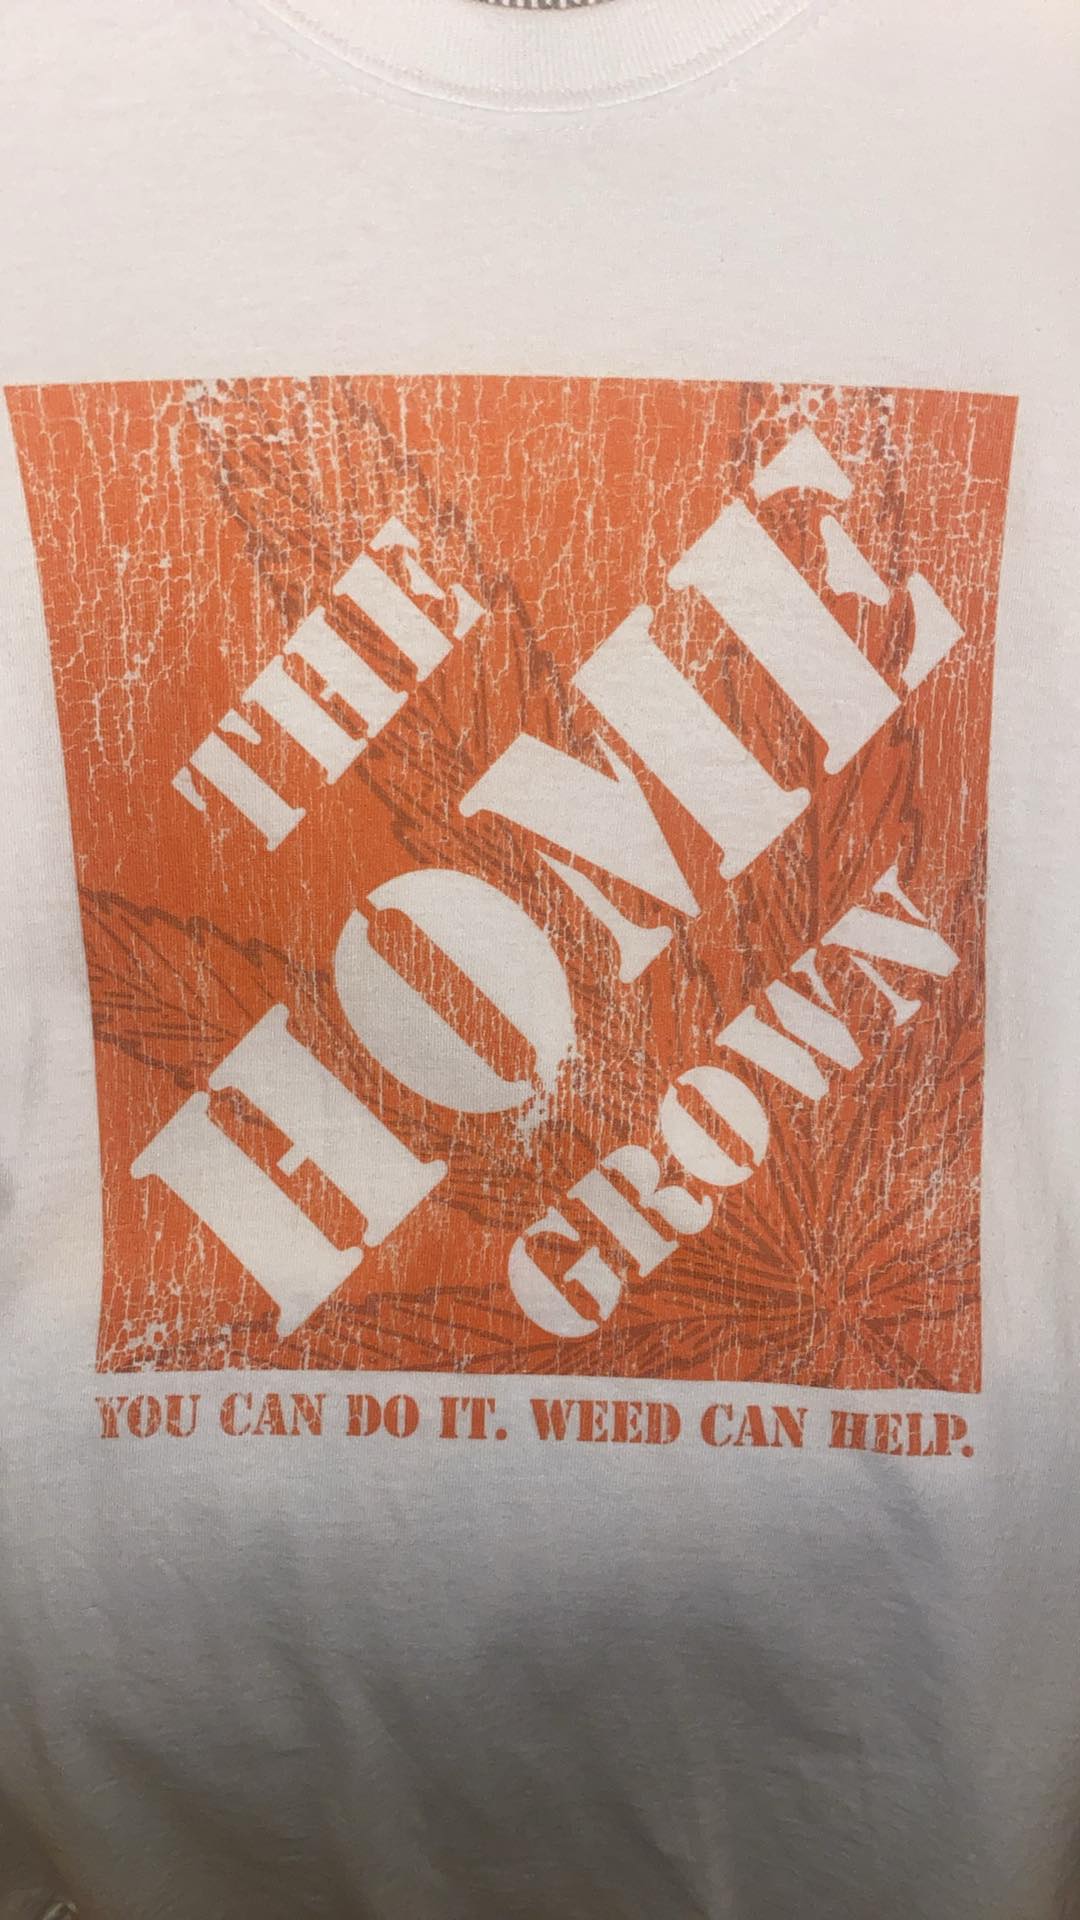 THE
HOME
GROWN
YOU CAN DO IT. WEED CAN HELP.